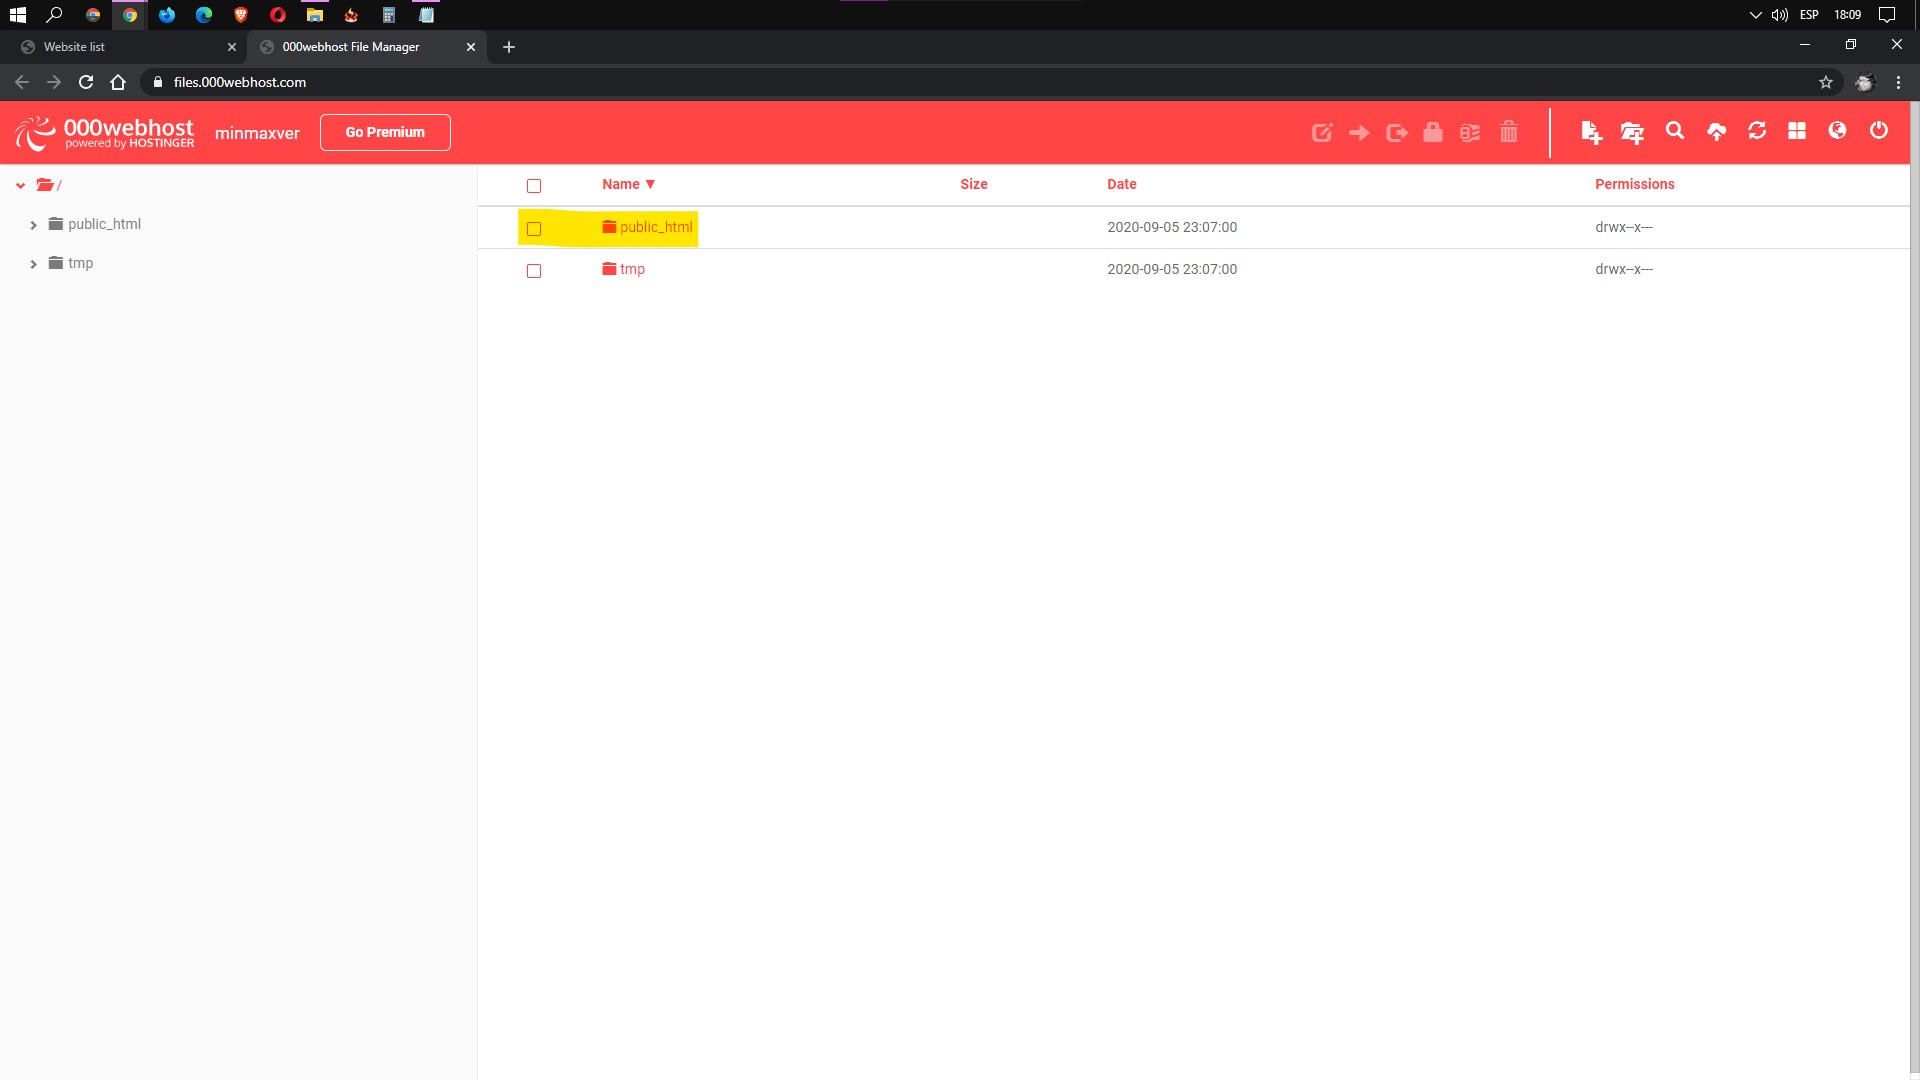 ESP 18:09
Website list
000webhost File Manager
files.000webhost.com
000webhost
powered by HOSTINGER
minmaxver
Go Premium
/
public_html
tmp
Name ▼ Size Date Permissions
public_html 2020-09-05 23:07:00 drwx--x---
tmp 2020-09-05 23:07:00 drwx--x---